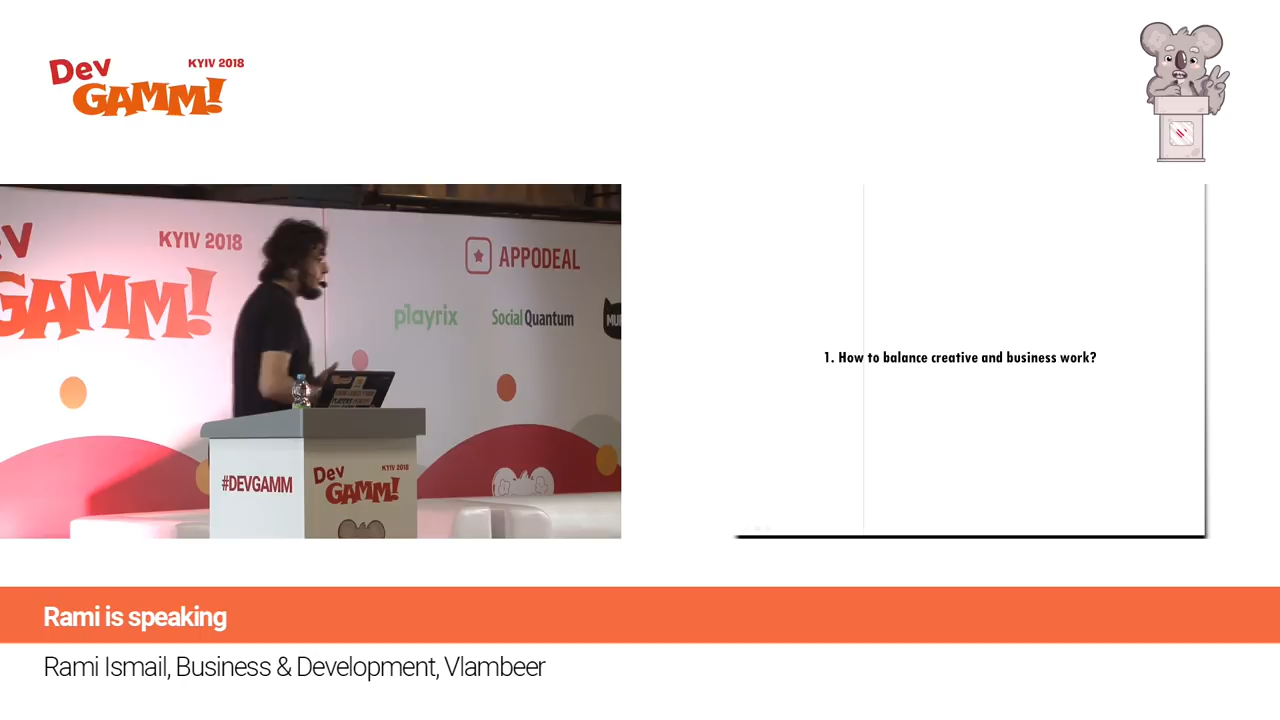 Dev
GAMM!
KYIV 2018
KYIV 2018
GAMM!
APPODEAL
playrix
Social Quantum
#DEVGAMM
Dev
GAMM!
KYIV 2018
1. How to balance creative and business work?
Rami is speaking
Rami Ismail, Business & Development, Vlambeer